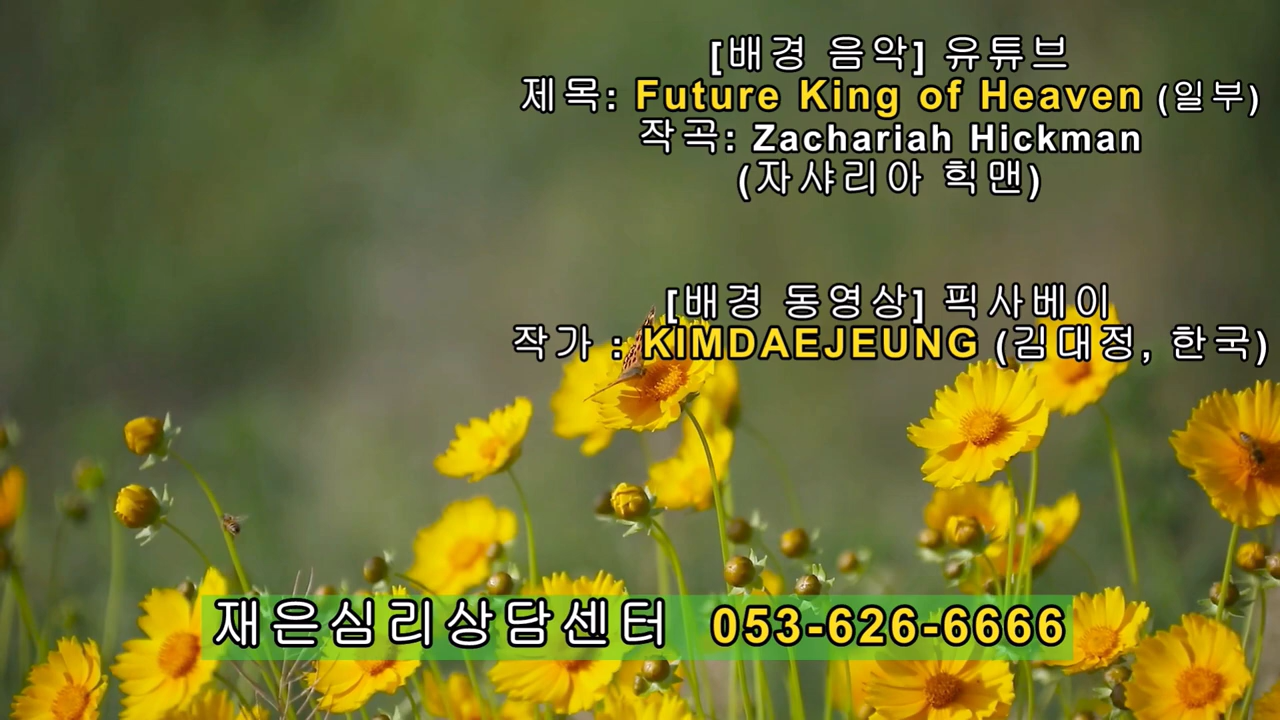 [배경 음악] 유튜브
제목: Future King of Heaven (일부)
작곡: Zachariah Hickman
(자샤리아 힉맨)
[배경 동영상] 픽사베이
작가 : KIMDAEJEUNG (김대정, 한국)
재은심리상담센터 053-626-6666